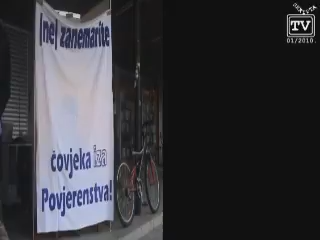 [ne] zanemarite
čovjeka iza
Povjerenstva!
TV
01/2010.